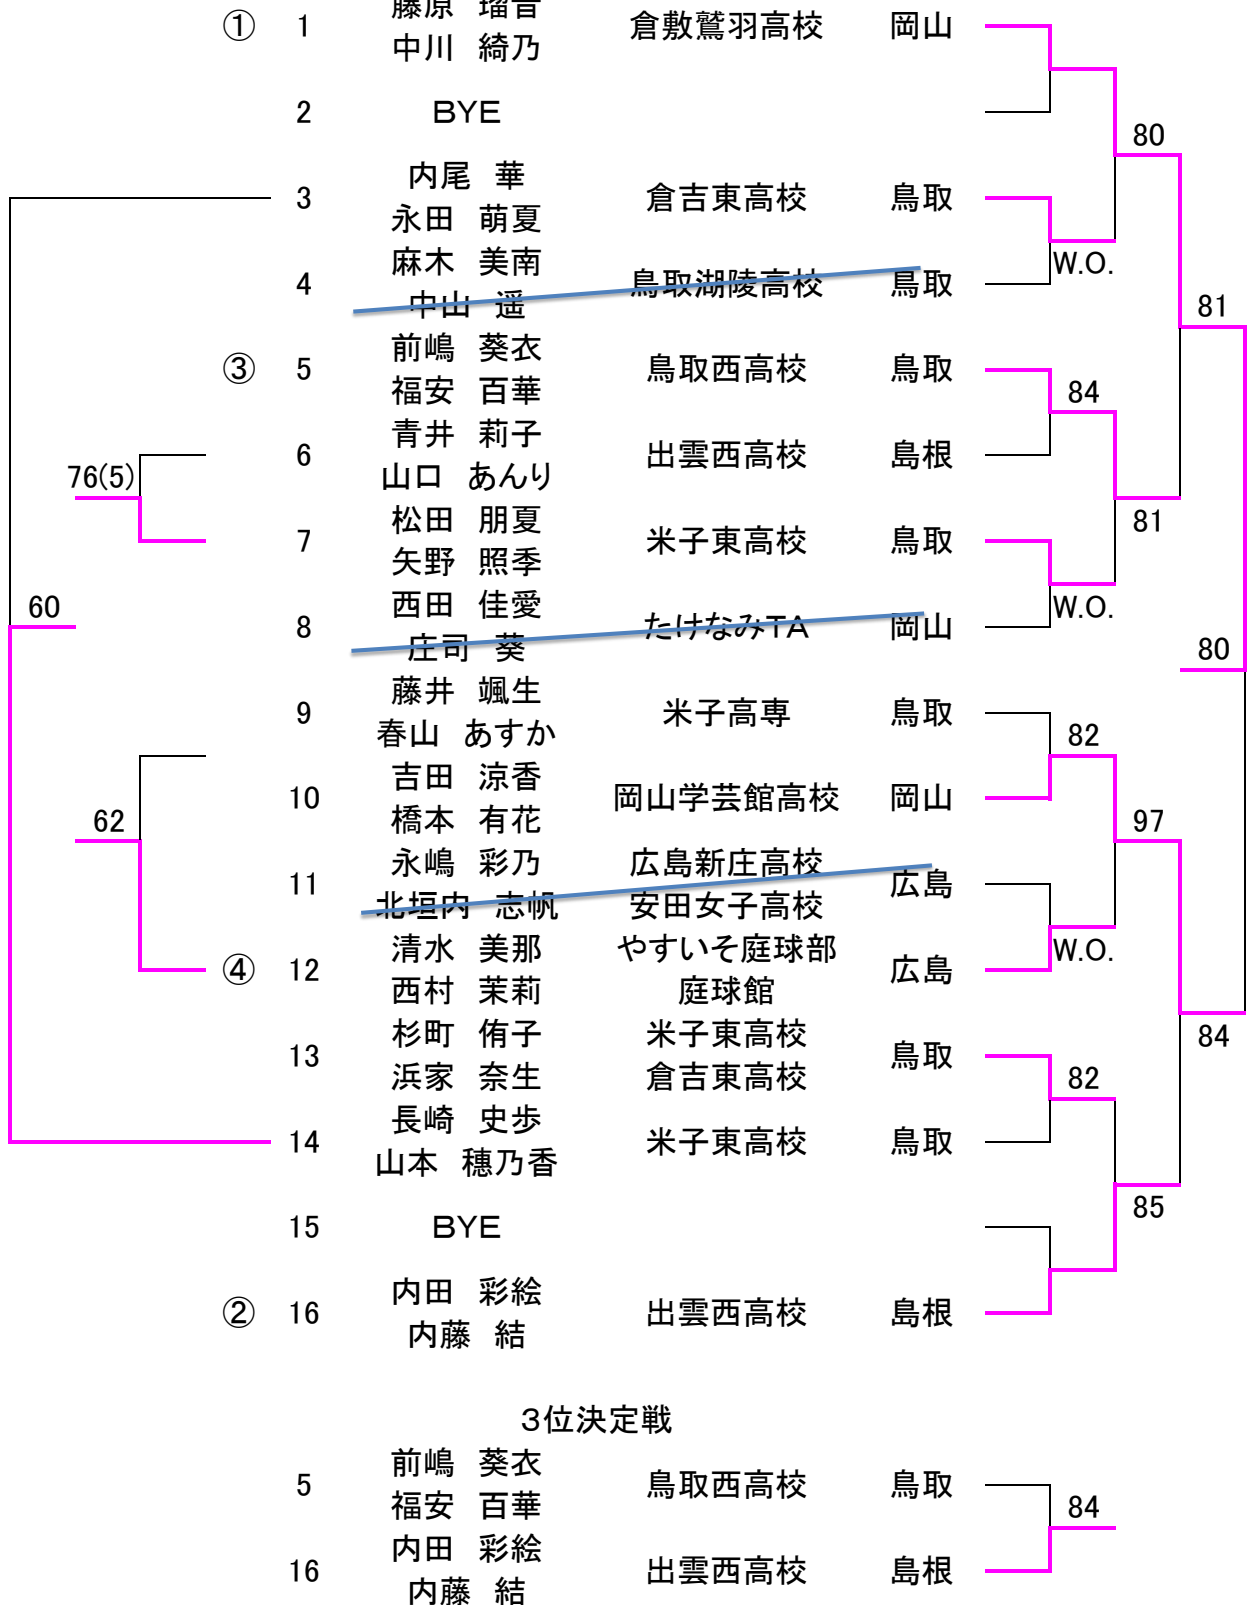 藤原　瑠音
① 1 倉敷鷲羽高校 岡山
中川　綺乃
2 BYE
80
内尾　華
3 倉吉東高校 鳥取
永田　萌夏
麻木　美南
W.O.
4 鳥取湖陵高校 鳥取
中山　遥
81
前嶋　葵衣
③ 5 鳥取西高校 鳥取
福安　百華
84
青井　莉子
6 出雲西高校 島根
76(5)
山口　あんり
松田　朋夏
81
7 米子東高校 鳥取
矢野　照季
西田　佳愛
60
W.O.
8 たけなみTA 岡山
庄司　葵
80
藤井　颯生
9 米子高専 鳥取
春山　あすか
82
吉田　涼香
10 岡山学芸館高校 岡山
橋本　有花
62
97
永嶋　彩乃 広島新庄高校
11 広島
北垣内　志帆 安田女子高校
清水　美那 やすいそ庭球部
W.O.
④ 12 広島
西村　茉莉 庭球館
杉町　侑子 米子東高校
84
13 鳥取
浜家　奈生 倉吉東高校
82
長崎　史歩
14 米子東高校 鳥取
山本　穂乃香
85
15 BYE
内田　彩絵
② 16 出雲西高校 島根
内藤　結
３位決定戦
前嶋　葵衣
5 鳥取西高校 鳥取
福安　百華
84
内田　彩絵
16 出雲西高校 島根
内藤　結